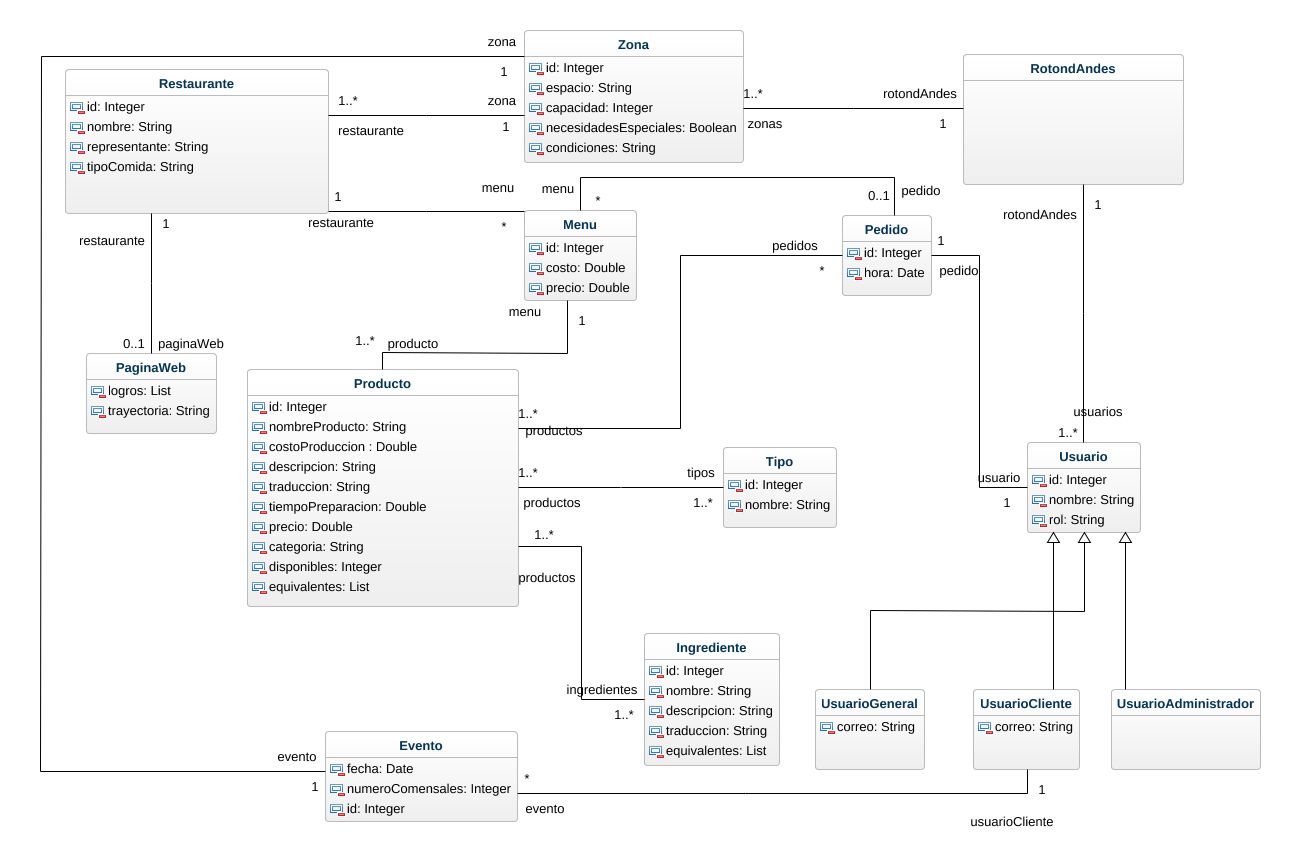 zona
1
Zona
id: Integer
espacio: String
capacidad: Integer
necesidadesEspeciales: Boolean
condiciones: String
RotondAndes
1..*
zonas
rotondAndes
1
Restaurante
id: Integer
nombre: String
representante: String
tipoComida: String
1..*
restaurante
zona
1
1
restaurante
menu
*
menu
*
pedido
0..1
rotondAndes
1
1
restaurante
0..1
paginaWeb
Menu
id: Integer
costo: Double
precio: Double
Pedido
id: Integer
hora: Date
pedidos
*
1
pedido
menu
1
1..*
producto
PaginaWeb
logros: List
trayectoria: String
Producto
id: Integer
nombreProducto: String
costoProduccion : Double
descripcion: String
traduccion: String
tiempoPreparacion: Double
precio: Double
categoria: String
disponibles: Integer
equivalentes: List
1..*
productos
1..*
productos
tipos
1..*
Tipo
id: Integer
nombre: String
usuarios
1..*
usuario
1
Usuario
id: Integer
nombre: String
rol: String
1..*
productos
ingredientes
1..*
Ingrediente
id: Integer
nombre: String
descripcion: String
traduccion: String
equivalentes: List
UsuarioGeneral
correo: String
UsuarioCliente
correo: String
UsuarioAdministrador
evento
1
Evento
fecha: Date
numeroComensales: Integer
id: Integer
*
evento
1
usuarioCliente